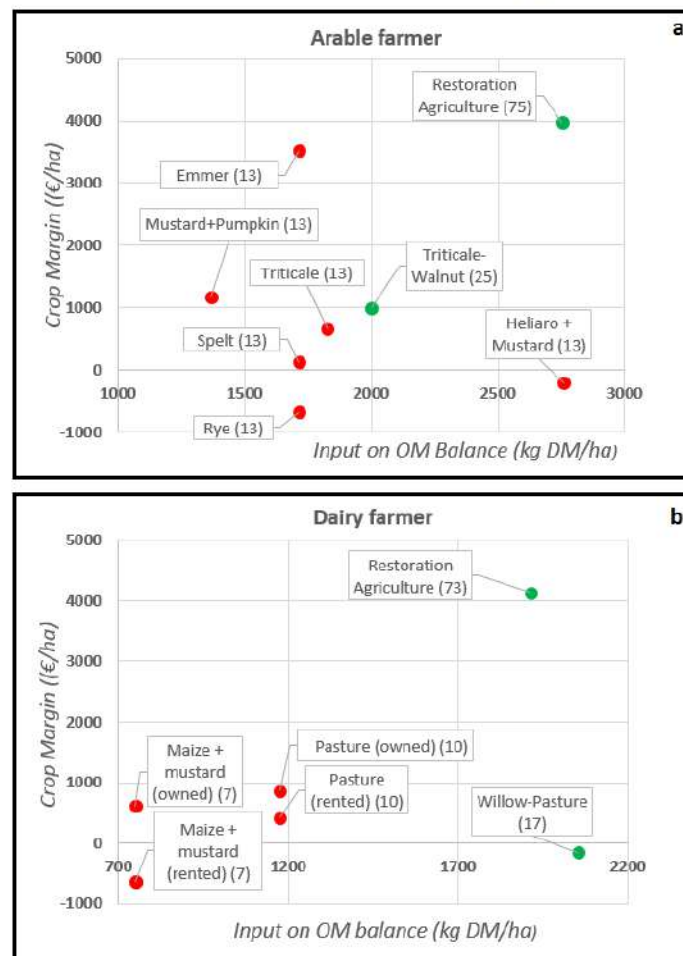 a
Arable farmer
5000
4000
3000
2000
1000
0
-1000
Crop Margin ((€/ha)
Restoration
Agriculture (75)
Emmer (13)
Mustard+Pumpkin (13)
Triticale (13)
Triticale-
Walnut (25)
Spelt (13)
Heliaro +
Mustard (13)
Rye (13)
1000
1500
2000
2500
3000
Input on OM Balance (kg DM/ha)
b
Dairy farmer
5000
4000
3000
2000
1000
0
-1000
Crop Margin ((€/ha)
Restoration
Agriculture (73)
Maize +
mustard
(owned) (7)
Pasture (owned) (10)
Pasture
(rented) (10)
Willow-Pasture
(17)
Maize +
mustard
(rented) (7)
700
1200
1700
2200
Input on OM balance (kg DM/ha)